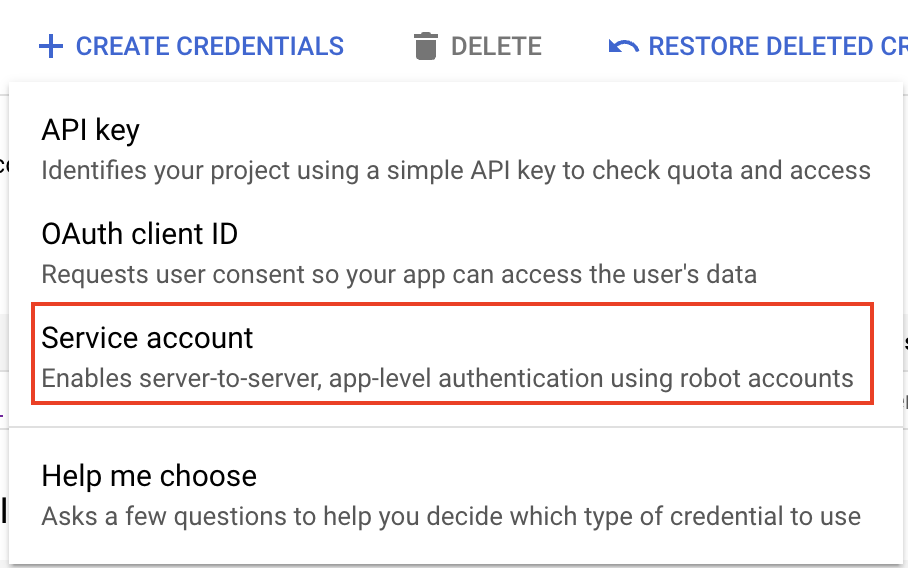 + CREATE CREDENTIALS DELETE RESTORE DELETED
API key
Identifies your project using a simple API key to check quota and access
OAuth client ID
Requests user consent so your app can access the user's data
Service account
Enables server-to-server, app-level authentication using robot accounts
Help me choose
Asks a few questions to help you decide which type of credential to use